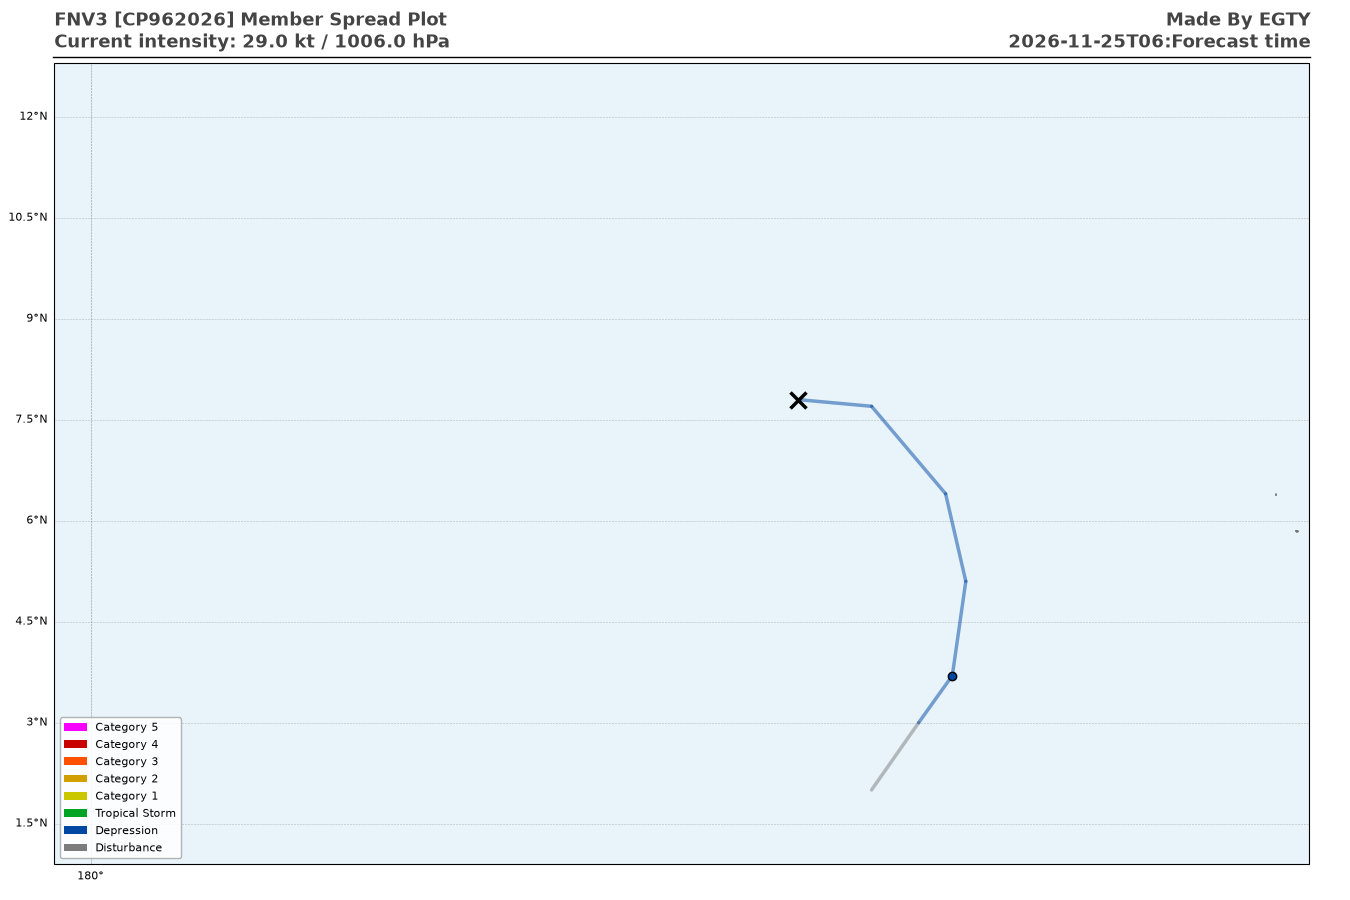 FNV3 [CP962026] Member Spread Plot
Current intensity: 29.0 kt / 1006.0 hPa
Made By EGTY
2026-11-25T06:Forecast time
12°N
10.5°N
9°N
7.5°N
6°N
4.5°N
3°N
1.5°N
Category 5
Category 4
Category 3
Category 2
Category 1
Tropical Storm
Depression
Disturbance
180°